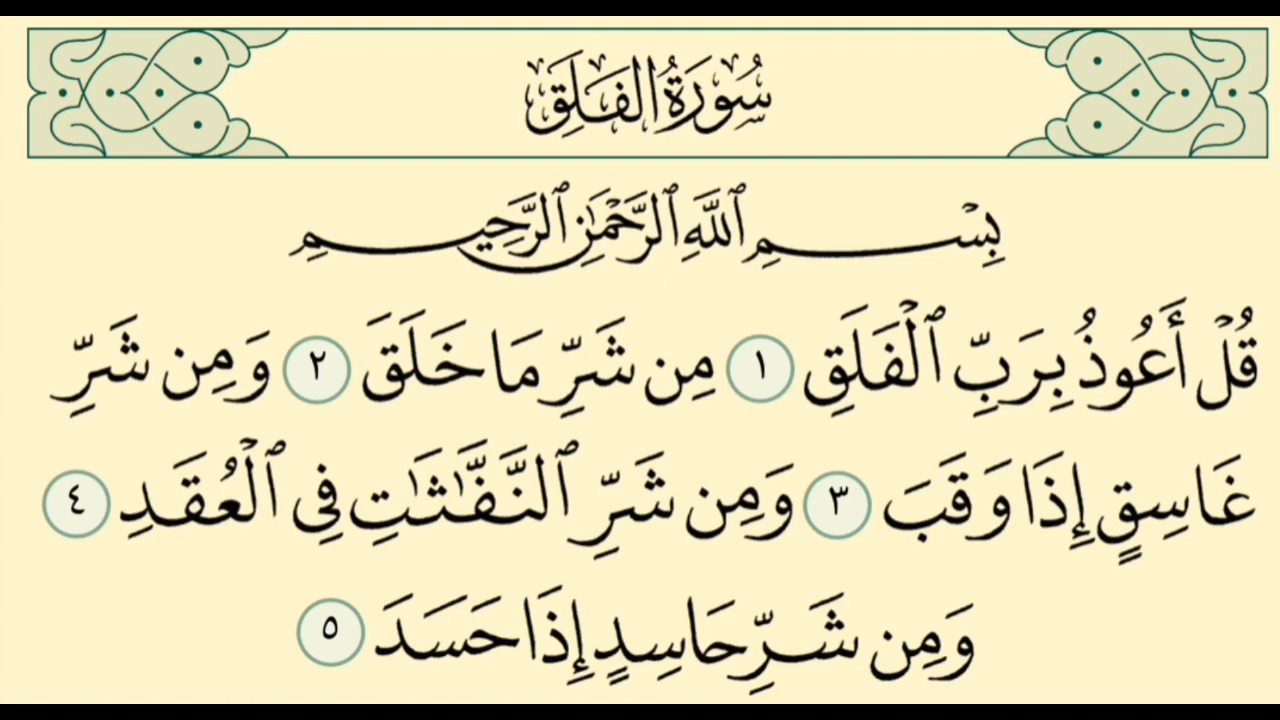 سُورَةُ الفَلَقِ
بِسْمِ ٱللَّهِ ٱلرَّحْمَٰنِ ٱلرَّحِيمِ
قُلْ أَعُوذُ بِرَبِّ ٱلْفَلَقِ ١ مِن شَرِّ مَا خَلَقَ ٢ وَمِن شَرِّ
غَاسِقٍ إِذَا وَقَبَ ٣ وَمِن شَرِّ ٱلنَّفَّٰثَٰتِ فِى ٱلْعُقَدِ ٤
وَمِن شَرِّ حَاسِدٍ إِذَا حَسَدَ ٥